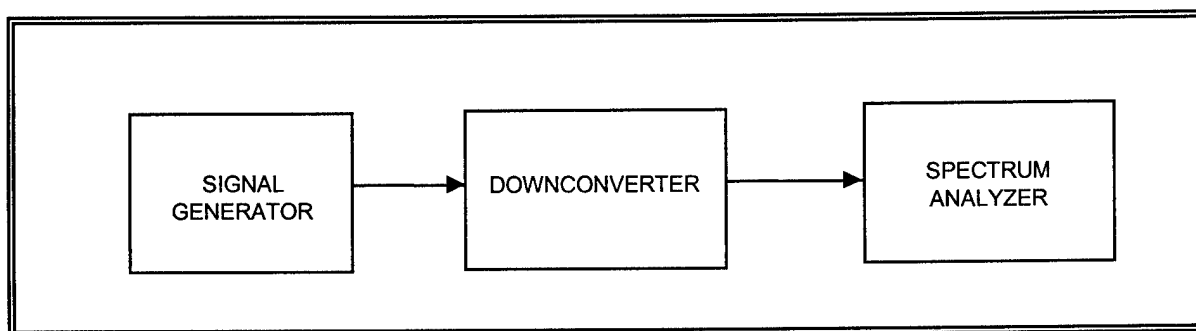 SIGNAL
GENERATOR
DOWNCONVERTER
SPECTRUM
ANALYZER